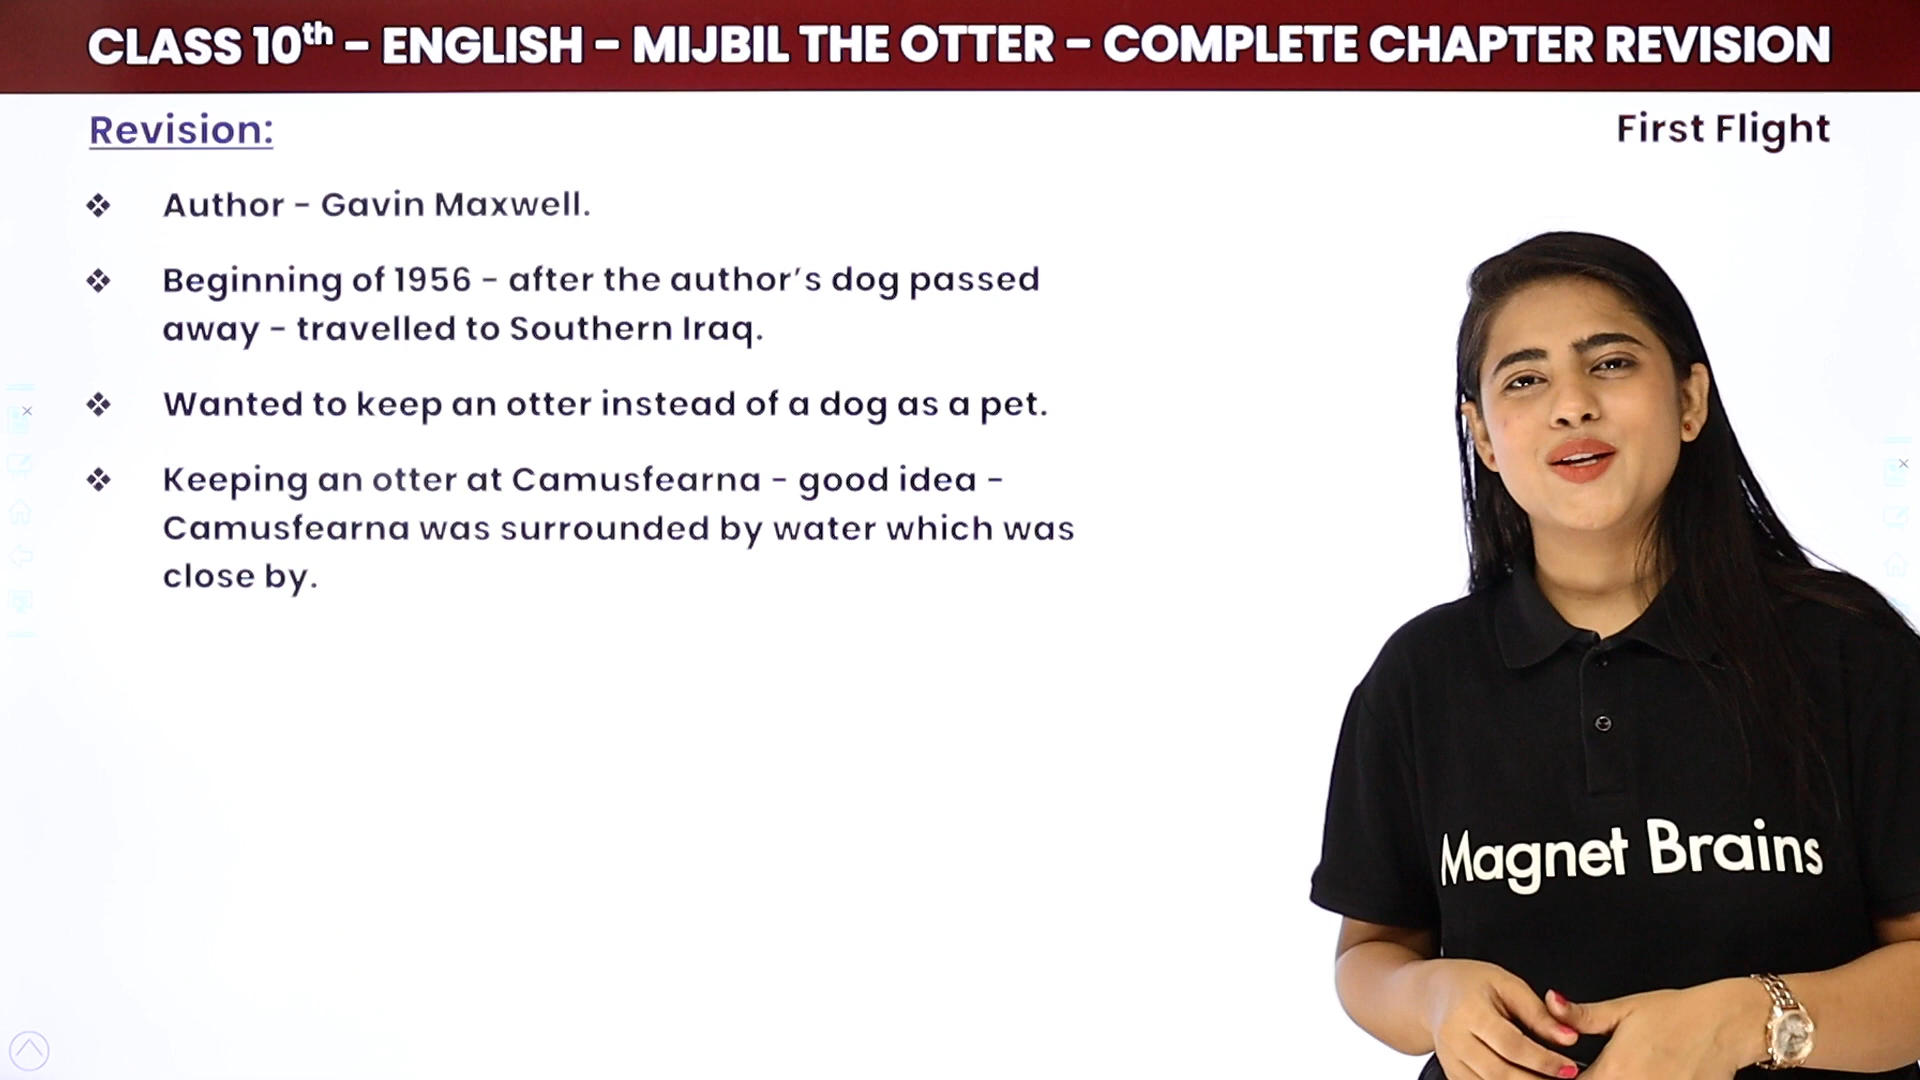 CLASS 10th – ENGLISH – MIJBIL THE OTTER – COMPLETE CHAPTER REVISION
Revision:
First Flight
❖ Author – Gavin Maxwell.
❖ Beginning of 1956 – after the author’s dog passed
away – travelled to Southern Iraq.
❖ Wanted to keep an otter instead of a dog as a pet.
❖ Keeping an otter at Camusfearna – good idea –
Camusfearna was surrounded by water which was
close by.
Magnet Brains